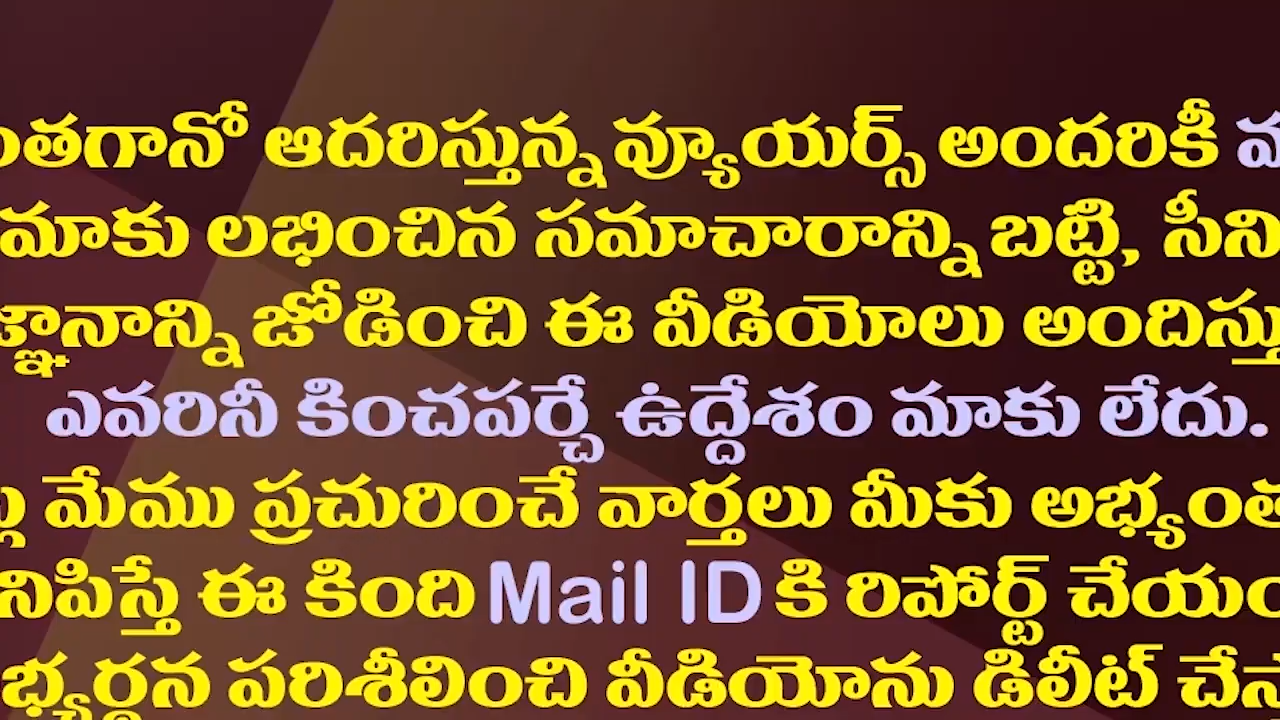 ఆదరిస్తున్న వ్యూయర్స్ అందరికీ
మాకు లభించిన సమాచారాన్ని బట్టి,
జోడించి ఈ వీడియోలు
ఎవరినీ కించపర్చే ఉద్దేశం మాకు లేదు.
మేము ప్రచురించే వార్తలు మీకు
ఈ కింది Mail ID కి రిపోర్ట్
పరిశీలించి వీడియోను డిలీట్